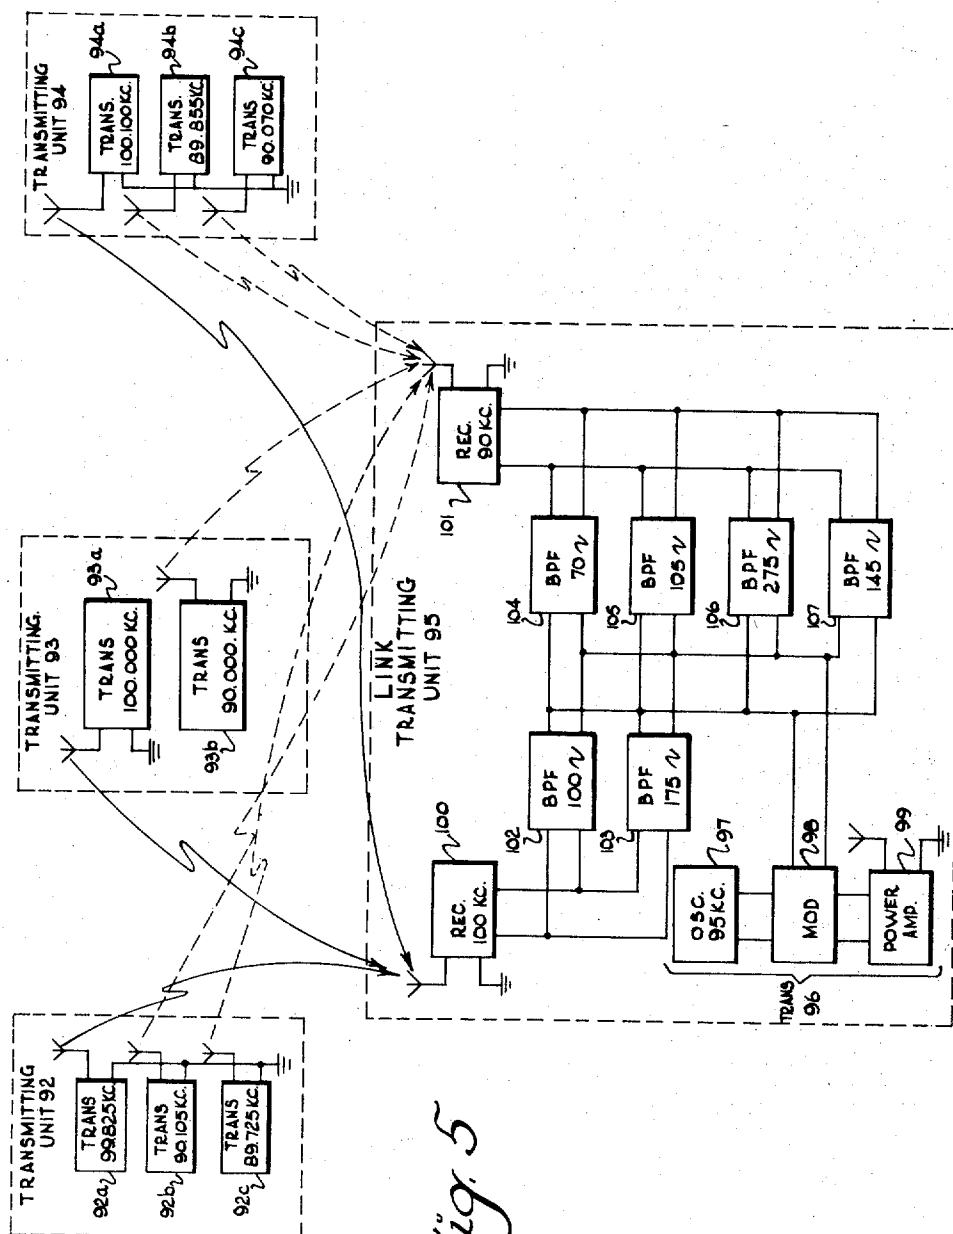 TRANSMITTING
UNIT 92
92a
TRANS
99.825KC.
92b
TRANS
90.105KC.
92c
TRANS
89.725KC
TRANSMITTING
UNIT 93
93a
TRANS
100.000KC.
93b
TRANS
90.000.KC.
TRANSMITTING
UNIT 94
94a
TRANS.
100.100KC.
94b
TRANS.
89.855KC.
94c
TRANS
90.070KC.
LINK
TRANSMITTING
UNIT 95
100
REC.
100 KC.
101
REC.
90KC.
102
BPF
100~
103
BPF
175~
104
BPF
70~
105
BPF
105~
106
BPF
275~
107
BPF
145~
OSC.
95KC.
97
MOD
98
POWER
AMP.
99
TRANS
96
Fig. 5